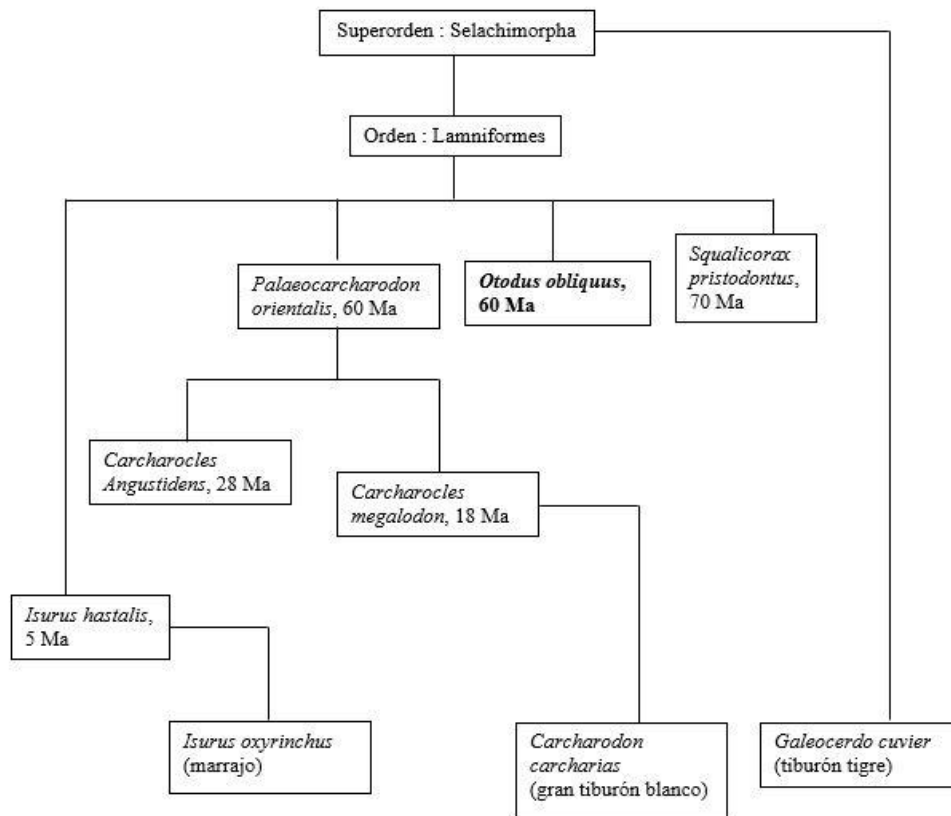 Superorden : Selachimorpha
Orden : Lamniformes
Palaeocarcharodon
orientalis, 60 Ma
Otodus obliquus,
60 Ma
Squalicorax
pristodontus,
70 Ma
Carcharocles
Angustidens, 28 Ma
Carcharocles
megalodon, 18 Ma
Isurus hastalis,
5 Ma
Isurus oxyrinchus
(marrajo)
Carcharodon
carcharias
(gran tiburón blanco)
Galeocerdo cuvier
(tiburón tigre)